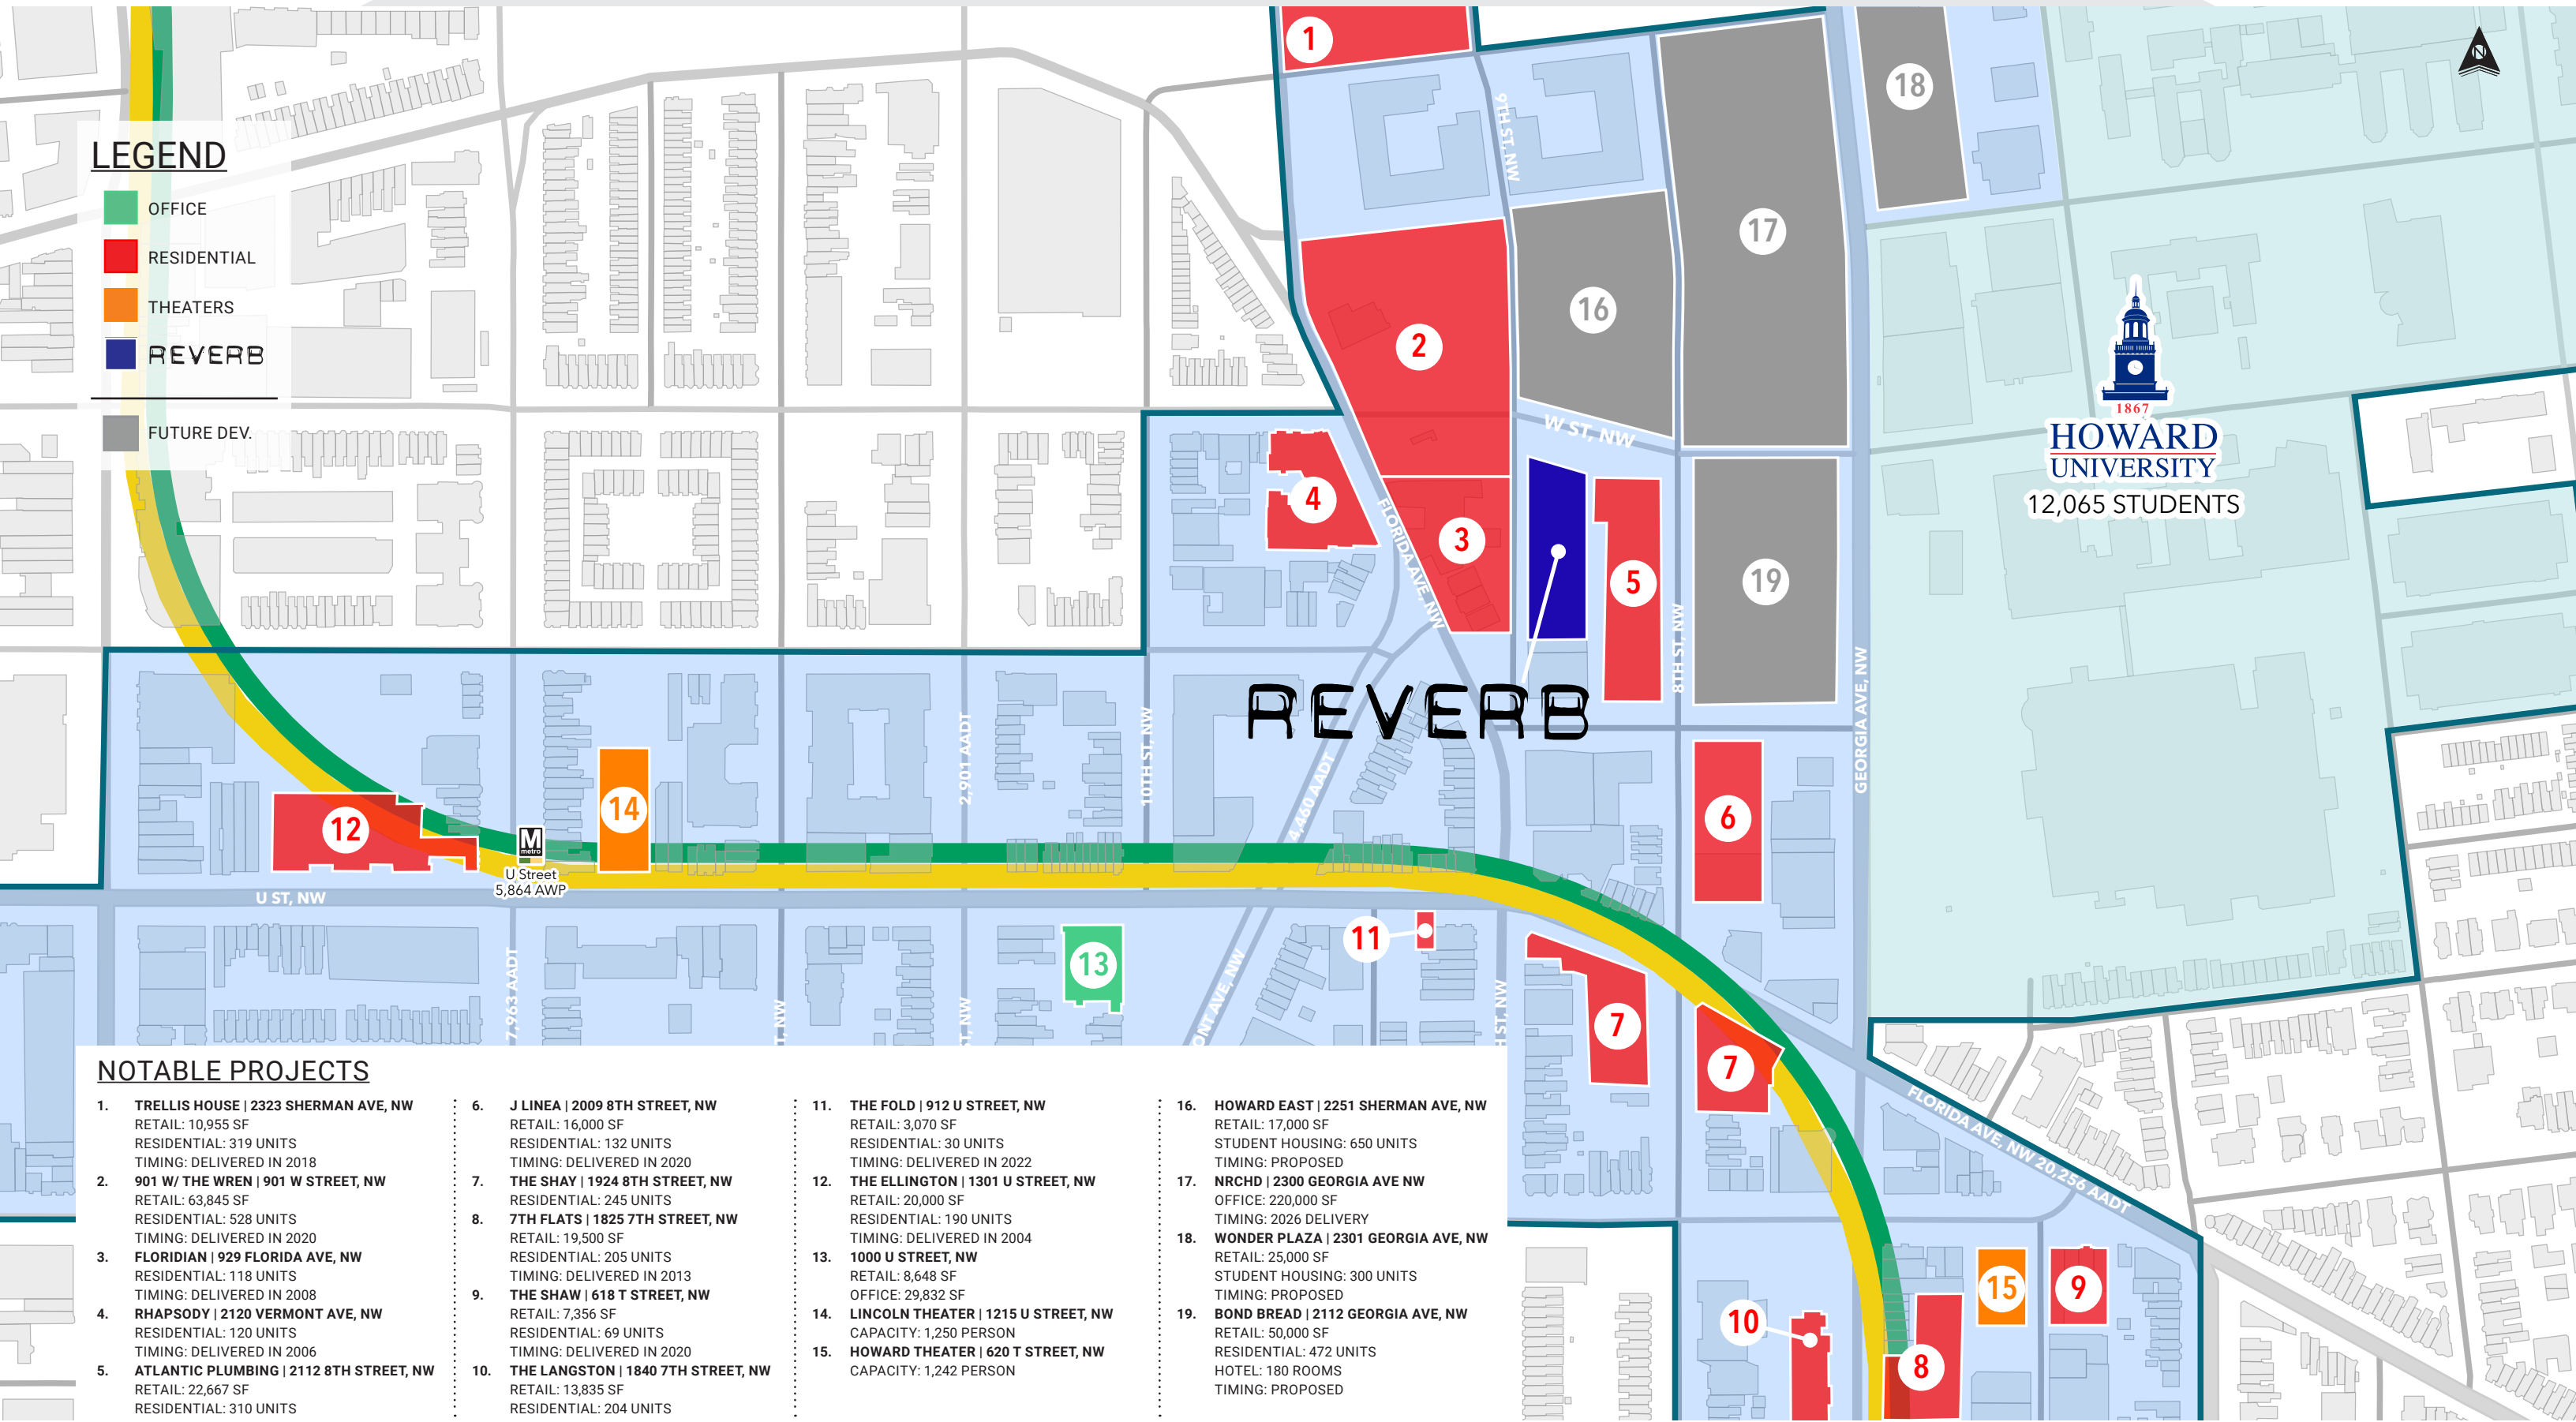 LEGEND
OFFICE
RESIDENTIAL
THEATERS
REVERB
FUTURE DEV.
N
1
2
3
4
5
6
7
7
8
9
10
11
12
13
14
15
16
17
18
19
9TH ST, NW
W ST, NW
FLORIDA AVE, NW
8TH ST, NW
GEORGIA AVE, NW
1867
HOWARD
UNIVERSITY
12,065 STUDENTS
REVERB
2,901 AADT
10TH ST, NW
4,460 AADT
M
metro
U Street
5,864 AWP
U ST, NW
7,963 AADT
T, NW
ST, NW
ONT AVE, NW
H ST, NW
FLORIDA AVE, NW 20,256 AADT
NOTABLE PROJECTS
1. TRELLIS HOUSE | 2323 SHERMAN AVE, NW
RETAIL: 10,955 SF
RESIDENTIAL: 319 UNITS
TIMING: DELIVERED IN 2018
2. 901 W/ THE WREN | 901 W STREET, NW
RETAIL: 63,845 SF
RESIDENTIAL: 528 UNITS
TIMING: DELIVERED IN 2020
3. FLORIDIAN | 929 FLORIDA AVE, NW
RESIDENTIAL: 118 UNITS
TIMING: DELIVERED IN 2008
4. RHAPSODY | 2120 VERMONT AVE, NW
RESIDENTIAL: 120 UNITS
TIMING: DELIVERED IN 2006
5. ATLANTIC PLUMBING | 2112 8TH STREET, NW
RETAIL: 22,667 SF
RESIDENTIAL: 310 UNITS
6. J LINEA | 2009 8TH STREET, NW
RETAIL: 16,000 SF
RESIDENTIAL: 132 UNITS
TIMING: DELIVERED IN 2020
7. THE SHAY | 1924 8TH STREET, NW
RESIDENTIAL: 245 UNITS
8. 7TH FLATS | 1825 7TH STREET, NW
RETAIL: 19,500 SF
RESIDENTIAL: 205 UNITS
TIMING: DELIVERED IN 2013
9. THE SHAW | 618 T STREET, NW
RETAIL: 7,356 SF
RESIDENTIAL: 69 UNITS
TIMING: DELIVERED IN 2020
10. THE LANGSTON | 1840 7TH STREET, NW
RETAIL: 13,835 SF
RESIDENTIAL: 204 UNITS
11. THE FOLD | 912 U STREET, NW
RETAIL: 3,070 SF
RESIDENTIAL: 30 UNITS
TIMING: DELIVERED IN 2022
12. THE ELLINGTON | 1301 U STREET, NW
RETAIL: 20,000 SF
RESIDENTIAL: 190 UNITS
TIMING: DELIVERED IN 2004
13. 1000 U STREET, NW
RETAIL: 8,648 SF
OFFICE: 29,832 SF
14. LINCOLN THEATER | 1215 U STREET, NW
CAPACITY: 1,250 PERSON
15. HOWARD THEATER | 620 T STREET, NW
CAPACITY: 1,242 PERSON
16. HOWARD EAST | 2251 SHERMAN AVE, NW
RETAIL: 17,000 SF
STUDENT HOUSING: 650 UNITS
TIMING: PROPOSED
17. NRCHD | 2300 GEORGIA AVE NW
OFFICE: 220,000 SF
TIMING: 2026 DELIVERY
18. WONDER PLAZA | 2301 GEORGIA AVE, NW
RETAIL: 25,000 SF
STUDENT HOUSING: 300 UNITS
TIMING: PROPOSED
19. BOND BREAD | 2112 GEORGIA AVE, NW
RETAIL: 50,000 SF
RESIDENTIAL: 472 UNITS
HOTEL: 180 ROOMS
TIMING: PROPOSED